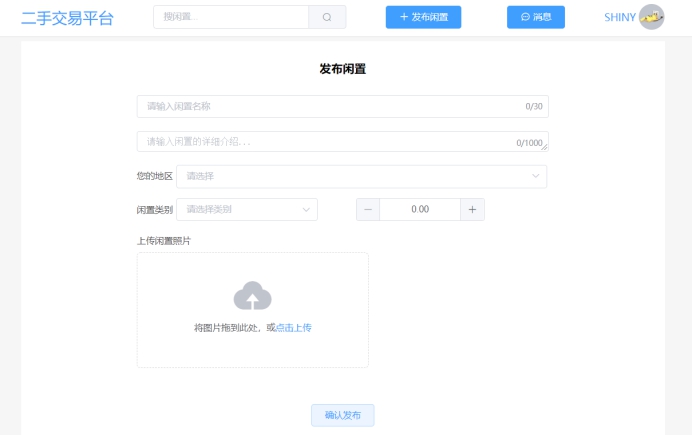 二手交易平台 搜闲置... 发布闲置 消息 SHINY
发布闲置
请输入闲置名称 0/30
请输入闲置的详细介绍... 0/1000
您的地区 请选择
闲置类别 请选择类别 0.00
上传闲置照片
将图片拖到此处，或点击上传
确认发布